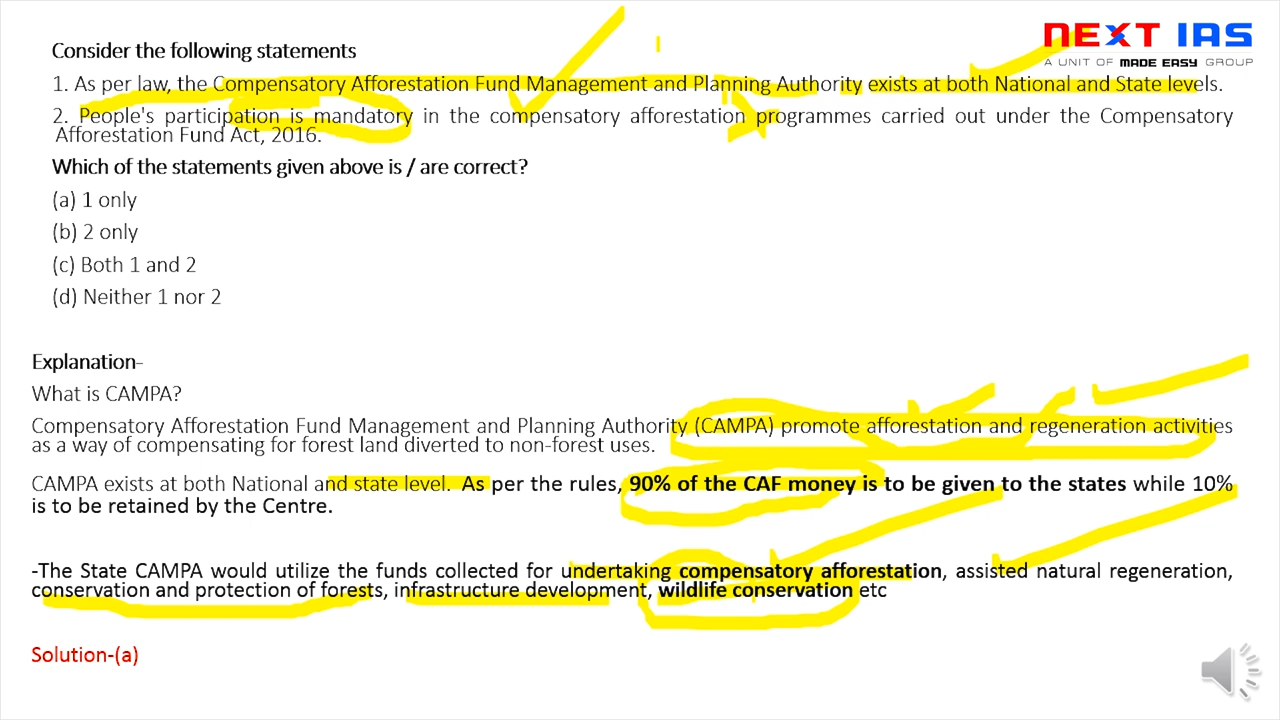 NEXT IAS
A UNIT OF MADE EASY GROUP
Consider the following statements
1. As per law, the Compensatory Afforestation Fund Management and Planning Authority exists at both National and State levels.
2. People's participation is mandatory in the compensatory afforestation programmes carried out under the Compensatory
Afforestation Fund Act, 2016.
Which of the statements given above is / are correct?
(a) 1 only
(b) 2 only
(c) Both 1 and 2
(d) Neither 1 nor 2
Explanation-
What is CAMPA?
Compensatory Afforestation Fund Management and Planning Authority (CAMPA) promote afforestation and regeneration activities
as a way of compensating for forest land diverted to non-forest uses.
CAMPA exists at both National and state level. As per the rules, 90% of the CAF money is to be given to the states while 10%
is to be retained by the Centre.
-The State CAMPA would utilize the funds collected for undertaking compensatory afforestation, assisted natural regeneration,
conservation and protection of forests, infrastructure development, wildlife conservation etc
Solution-(a)